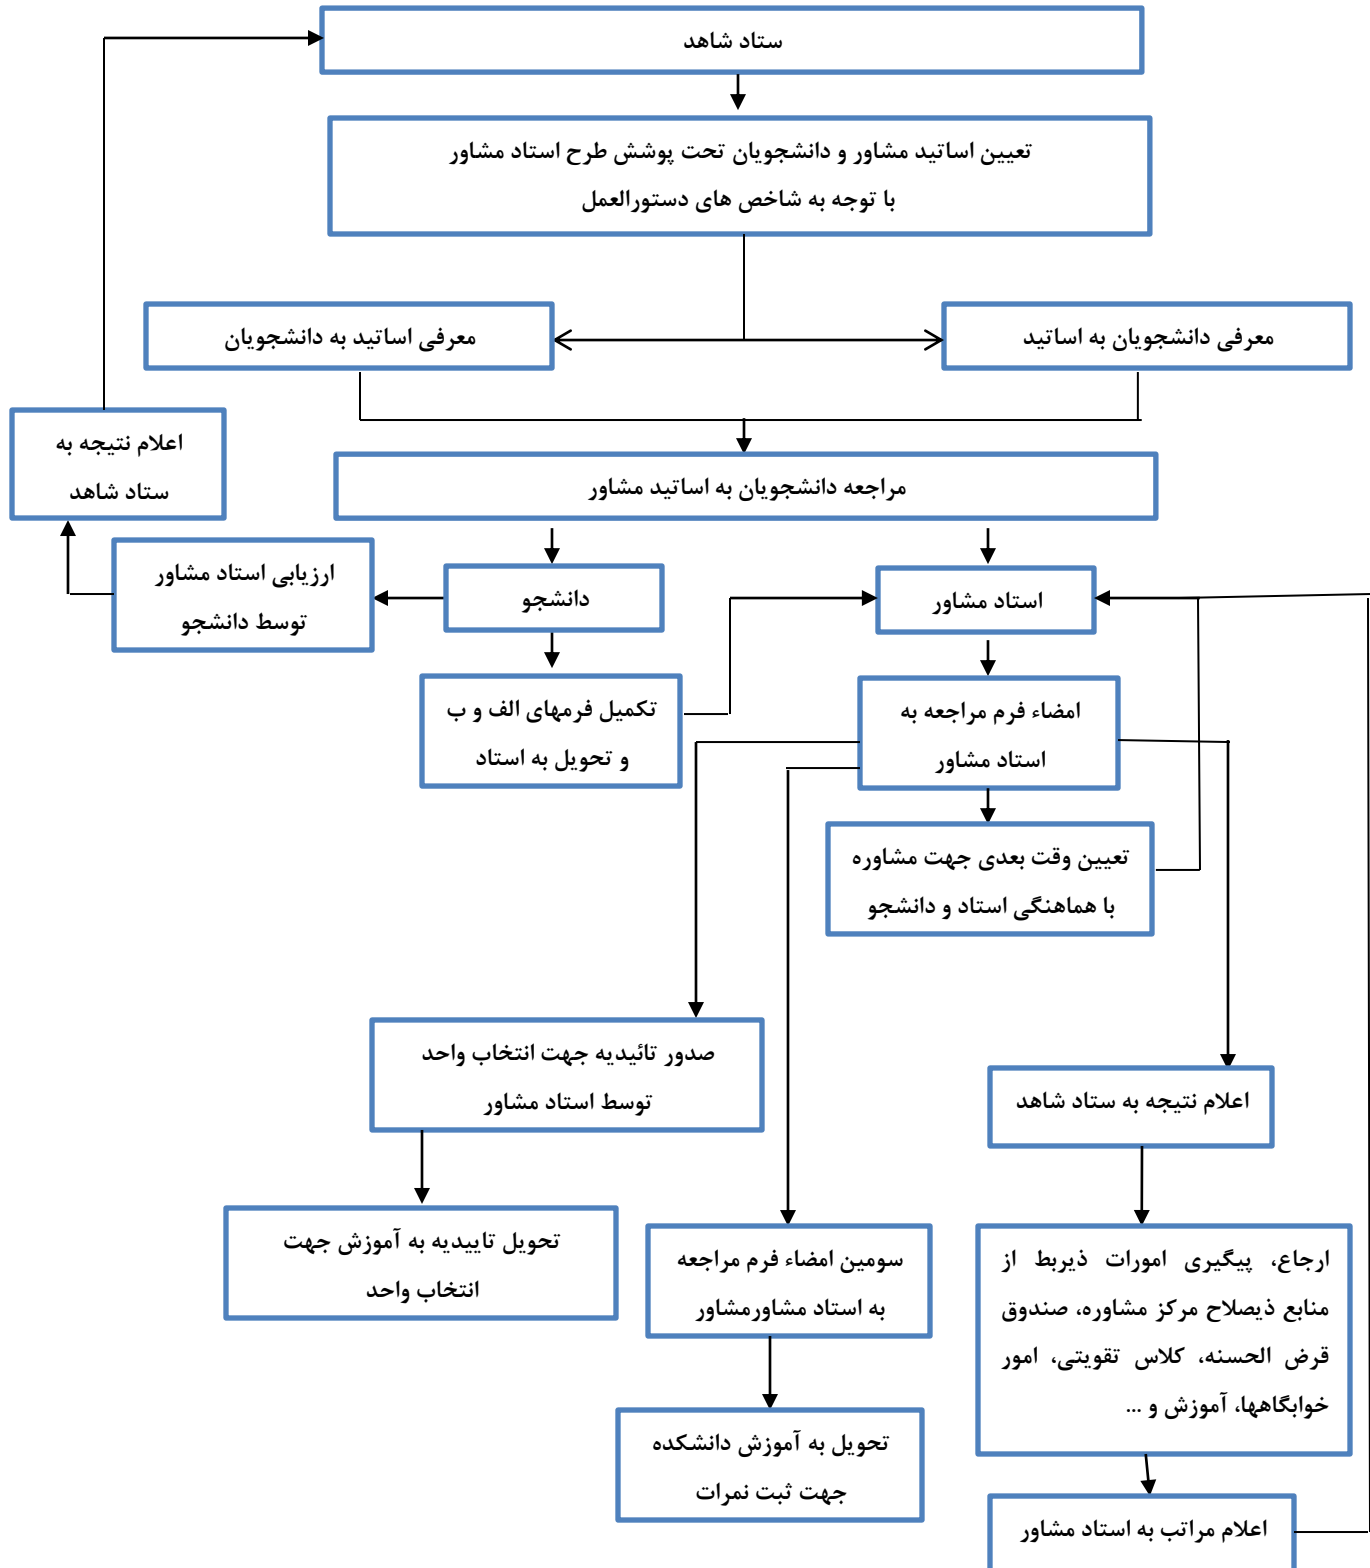 ستاد شاهد
تعیین اساتید مشاور و دانشجویان تحت پوشش طرح استاد مشاور
با توجه به شاخص های دستورالعمل
معرفی دانشجویان به اساتید
معرفی اساتید به دانشجویان
اعلام نتیجه به
ستاد شاهد
مراجعه دانشجویان به اساتید مشاور
استاد مشاور
دانشجو
ارزیابی استاد مشاور
توسط دانشجو
امضاء فرم مراجعه به
استاد مشاور
تکمیل فرمهای الف و ب
و تحویل به استاد
تعیین وقت بعدی جهت مشاوره
با هماهنگی استاد و دانشجو
صدور تائیدیه جهت انتخاب واحد
توسط استاد مشاور
اعلام نتیجه به ستاد شاهد
تحویل تاییدیه به آموزش جهت
انتخاب واحد
سومین امضاء فرم مراجعه
به استاد مشاورمشاور
ارجاع، پیگیری امورات ذیربط از
منابع ذیصلاح مرکز مشاوره، صندوق
قرض الحسنه، کلاس تقویتی، امور
خوابگاهها، آموزش و ...
تحویل به آموزش دانشکده
جهت ثبت نمرات
اعلام مراتب به استاد مشاور